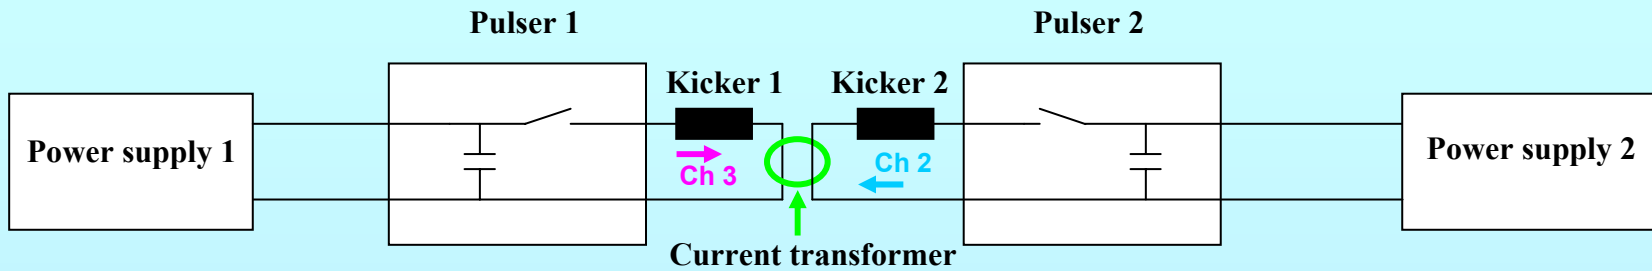 Pulser 1
Pulser 2
Kicker 1
Kicker 2
Power supply 1
Power supply 2
Ch 3
Ch 2
Current transformer